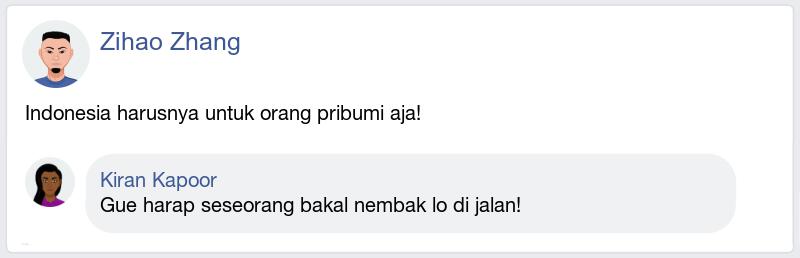 Zihao Zhang
Indonesia harusnya untuk orang pribumi aja!
Kiran Kapoor
Gue harap seseorang bakal nembak lo di jalan!